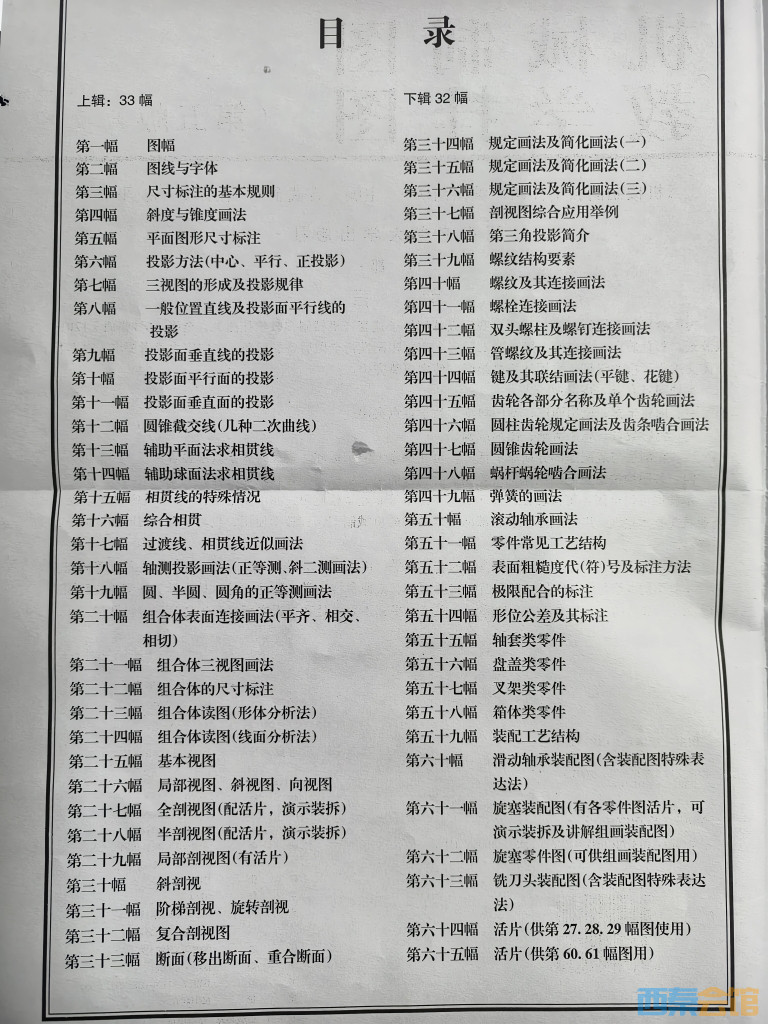 目 录
上辑：33 幅
第一幅 图幅
第二幅 图线与字体
第三幅 尺寸标注的基本规则
第四幅 斜度与锥度画法
第五幅 平面图形尺寸标注
第六幅 投影方法(中心、平行、正投影)
第七幅 三视图的形成及投影规律
第八幅 一般位置直线及投影面平行线的
投影
第九幅 投影面垂直线的投影
第十幅 投影面平行面的投影
第十一幅 投影面垂直面的投影
第十二幅 圆锥截交线(几种二次曲线)
第十三幅 辅助平面法求相贯线
第十四幅 辅助球面法求相贯线
第十五幅 相贯线的特殊情况
第十六幅 综合相贯
第十七幅 过渡线、相贯线近似画法
第十八幅 轴测投影画法(正等测、斜二测画法)
第十九幅 圆、半圆、圆角的正等测画法
第二十幅 组合体表面连接画法(平齐、相交、
相切)
第二十一幅 组合体三视图画法
第二十二幅 组合体的尺寸标注
第二十三幅 组合体读图(形体分析法)
第二十四幅 组合体读图(线面分析法)
第二十五幅 基本视图
第二十六幅 局部视图、斜视图、向视图
第二十七幅 全剖视图(配活片，演示装拆)
第二十八幅 半剖视图(配活片，演示装拆)
第二十九幅 局部剖视图(有活片)
第三十幅 斜剖视
第三十一幅 阶梯剖视、旋转剖视
第三十二幅 复合剖视图
第三十三幅 断面(移出断面、重合断面)
下辑 32 幅
第三十四幅 规定画法及简化画法(一)
第三十五幅 规定画法及简化画法(二)
第三十六幅 规定画法及简化画法(三)
第三十七幅 剖视图综合应用举例
第三十八幅 第三角投影简介
第三十九幅 螺纹结构要素
第四十幅 螺纹及其连接画法
第四十一幅 螺栓连接画法
第四十二幅 双头螺柱及螺钉连接画法
第四十三幅 管螺纹及其连接画法
第四十四幅 键及其联结画法(平键、花键)
第四十五幅 齿轮各部分名称及单个齿轮画法
第四十六幅 圆柱齿轮规定画法及齿条啮合画法
第四十七幅 圆锥齿轮画法
第四十八幅 蜗杆蜗轮啮合画法
第四十九幅 弹簧的画法
第五十幅 滚动轴承画法
第五十一幅 零件常见工艺结构
第五十二幅 表面粗糙度代(符)号及标注方法
第五十三幅 极限配合的标注
第五十四幅 形位公差及其标注
第五十五幅 轴套类零件
第五十六幅 盘盖类零件
第五十七幅 叉架类零件
第五十八幅 箱体类零件
第五十九幅 装配工艺结构
第六十幅 滑动轴承装配图(含装配图特殊表
达法)
第六十一幅 旋塞装配图(有各零件图活片，可
演示装拆及讲解组画装配图)
第六十二幅 旋塞零件图(可供组画装配图用)
第六十三幅 铣刀头装配图(含装配图特殊表达
法)
第六十四幅 活片(供第 27. 28. 29 幅图使用)
第六十五幅 活片(供第 60. 61 幅图用)
西秦会馆